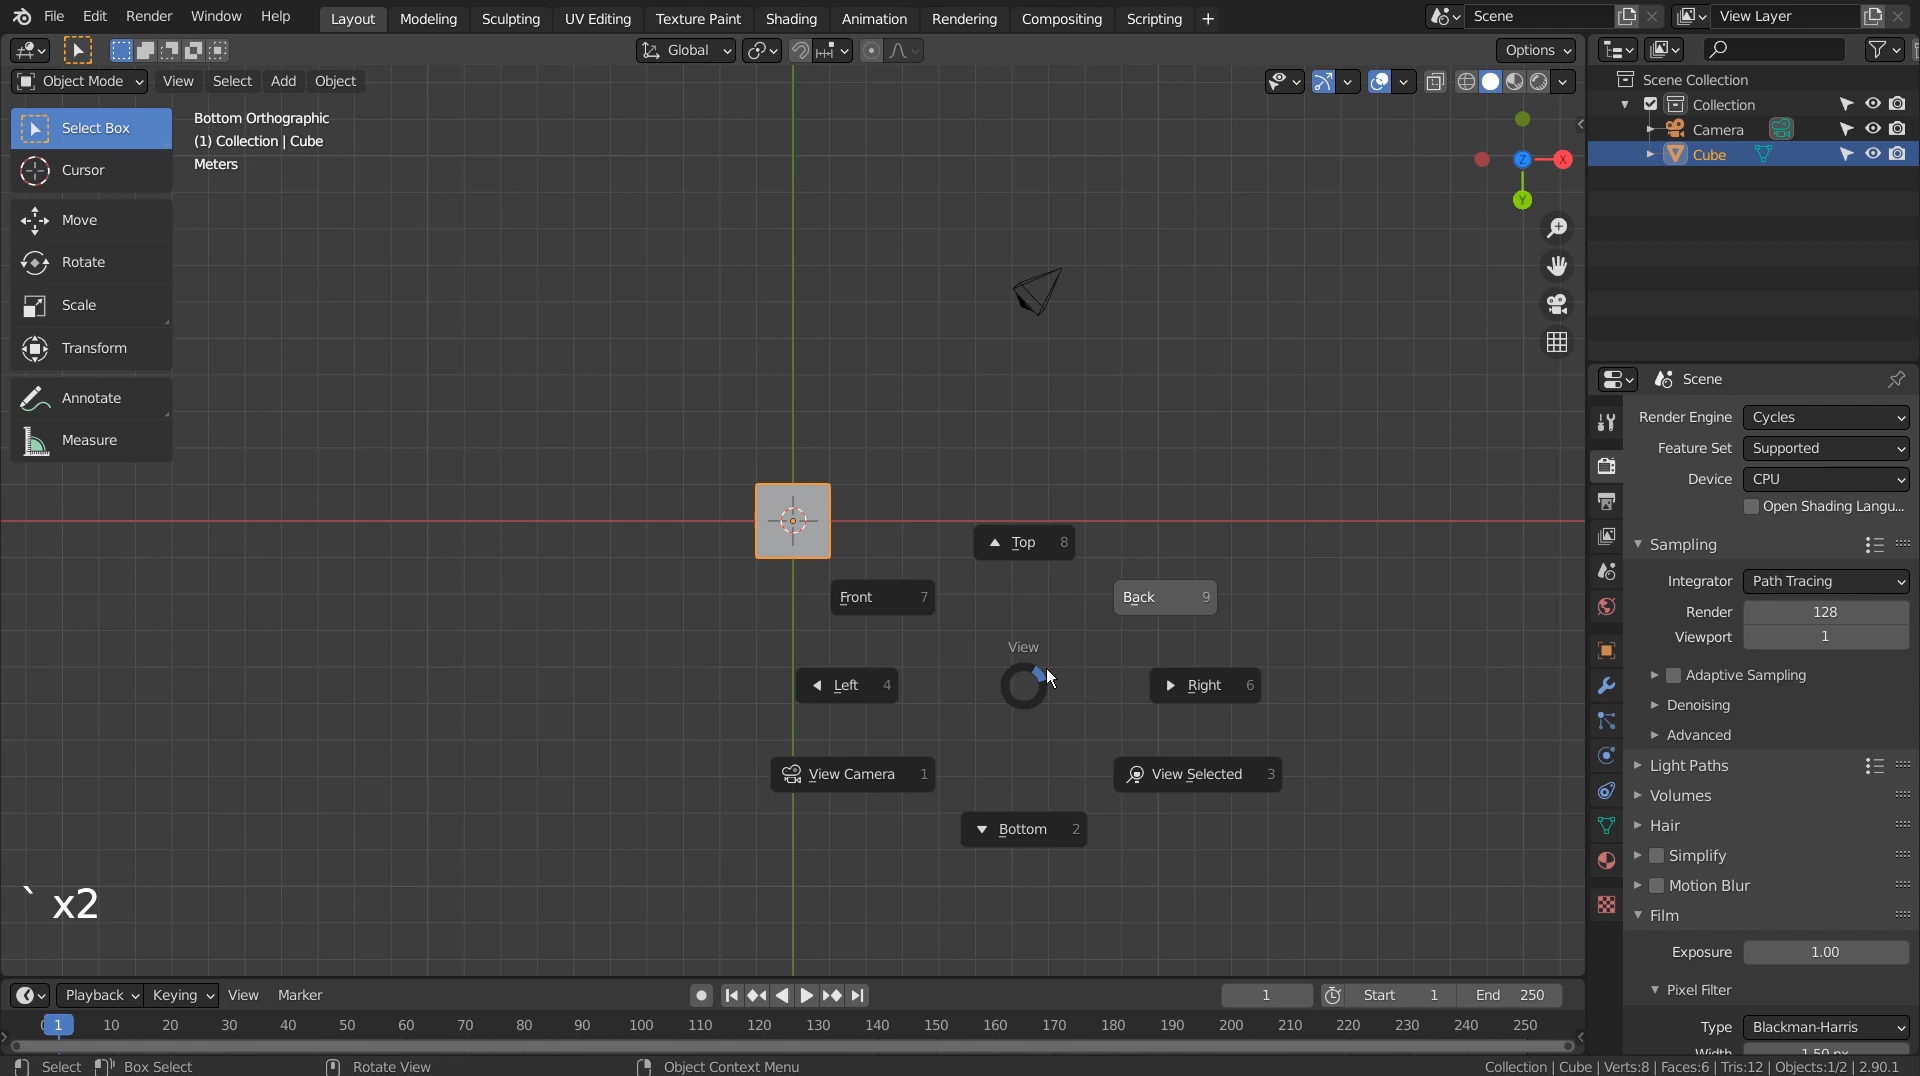 File Edit Render Window Help Layout Modeling Sculpting UV Editing Texture Paint Shading Animation Rendering Compositing Scripting + Scene View Layer
Global Options
Object Mode View Select Add Object
Scene Collection
Collection
Camera
Cube
Select Box
Cursor
Move
Rotate
Scale
Transform
Annotate
Measure
Bottom Orthographic
(1) Collection | Cube
Meters
X
Y
Z
Top 8
Front 7
Back 9
View
Left 4
Right 6
View Camera 1
View Selected 3
Bottom 2
` x2
Scene
Render Engine Cycles
Feature Set Supported
Device CPU
Open Shading Langu...
Sampling
Integrator Path Tracing
Render 128
Viewport 1
Adaptive Sampling
Denoising
Advanced
Light Paths
Volumes
Hair
Simplify
Motion Blur
Film
Exposure 1.00
Pixel Filter
Type Blackman-Harris
Width 1.50 px
Playback Keying View Marker 1 Start 1 End 250
1 10 20 30 40 50 60 70 80 90 100 110 120 130 140 150 160 170 180 190 200 210 220 230 240 250
Select Box Select Rotate View Object Context Menu Collection | Cube | Verts:8 | Faces:6 | Tris:12 | Objects:1/2 | 2.90.1